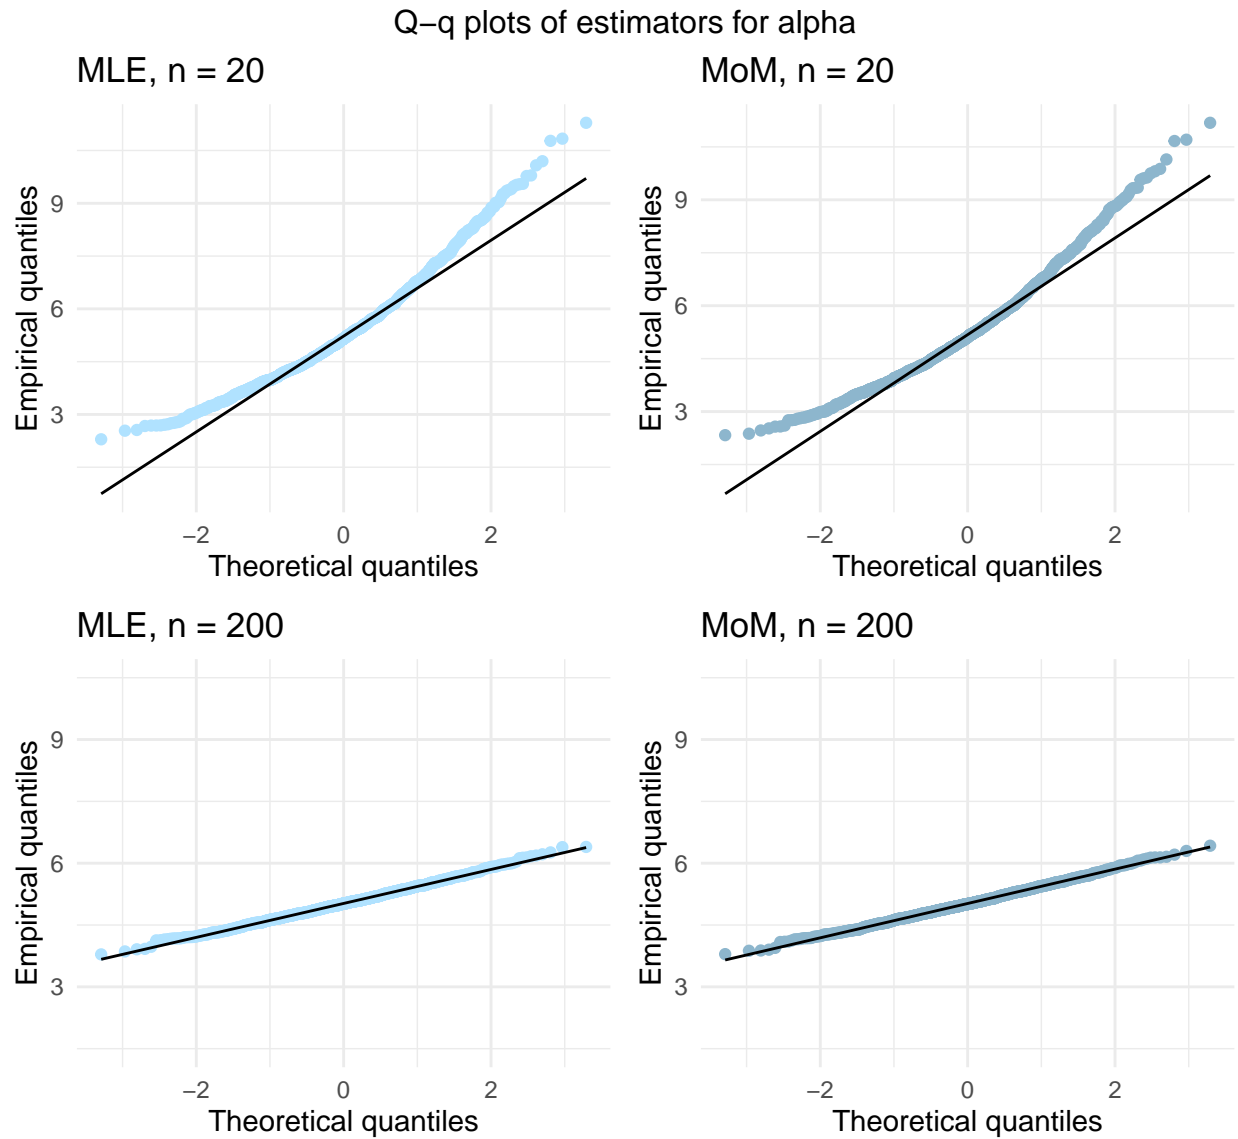 Q−q plots of estimators for alpha
MLE, n = 20
Empirical quantiles
9
6
3
−2 0 2
Theoretical quantiles
MoM, n = 20
Empirical quantiles
9
6
3
−2 0 2
Theoretical quantiles
MLE, n = 200
Empirical quantiles
9
6
3
−2 0 2
Theoretical quantiles
MoM, n = 200
Empirical quantiles
9
6
3
−2 0 2
Theoretical quantiles